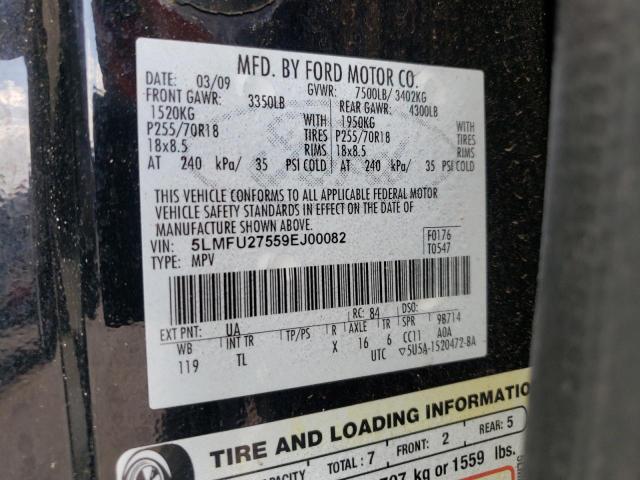 MFD. BY FORD MOTOR CO.
DATE: 03/09 GVWR: 7500LB/ 3402KG
FRONT GAWR: 3350LB REAR GAWR: 4300LB
1520KG 1950KG
P255/70R18 TIRES P255/70R18 TIRES
18x8.5 RIMS 18x8.5 RIMS
AT 240 kPa/ 35 PSI COLD AT 240 kPa/ 35 PSI COLD
THIS VEHICLE CONFORMS TO ALL APPLICABLE FEDERAL MOTOR
VEHICLE SAFETY STANDARDS IN EFFECT ON THE DATE OF
MANUFACTURE SHOWN ABOVE.
VIN: 5LMFU27559EJ00082 F0176
TYPE: MPV T0547
EXT PNT: UA RC: 84 DSO:
WB INT TR TP/PS R AXLE TR SPR 9B714
119 TL X 16 6 CC11 A0A
UTC ▽5U5A-1520472-BA
TIRE AND LOADING INFORMATION
CAPACITY TOTAL: 7 FRONT: 2 REAR: 5
kg or 1559 lbs.